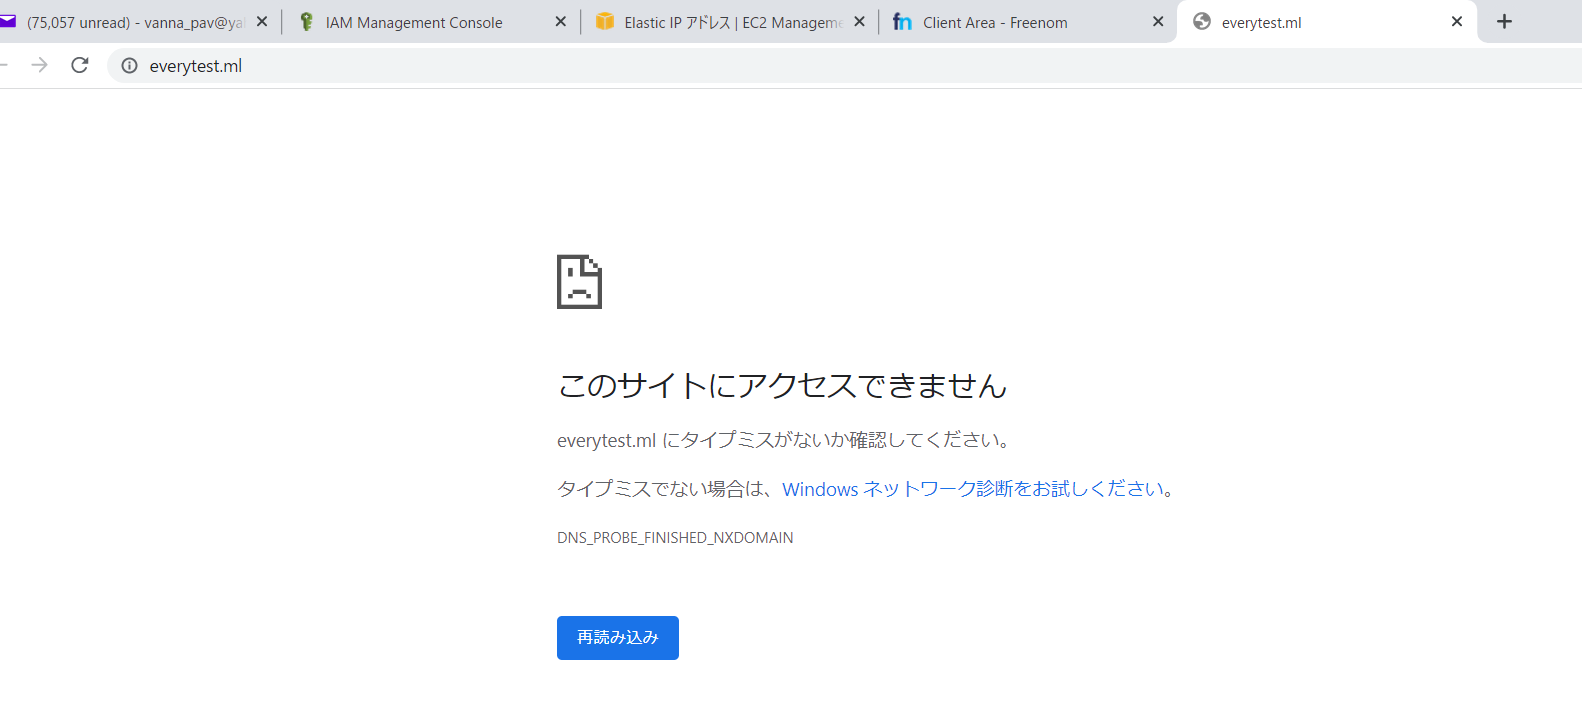 (75,057 unread) - vanna_pav@ya
IAM Management Console
Elastic IP アドレス | EC2 Manageme
Client Area - Freenom
everytest.ml
everytest.ml
このサイトにアクセスできません
everytest.ml にタイプミスがないか確認してください。
タイプミスでない場合は、Windows ネットワーク診断をお試しください。
DNS_PROBE_FINISHED_NXDOMAIN
再読み込み